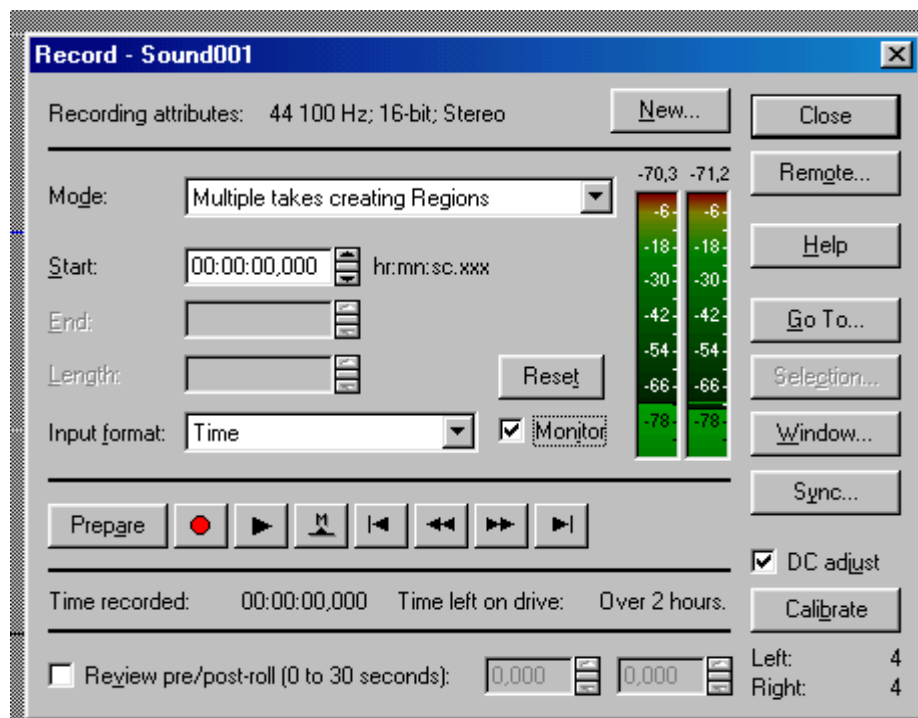 Record - Sound001
Recording attributes: 44 100 Hz; 16-bit; Stereo
New...
Close
Remote...
Mode: Multiple takes creating Regions
-70,3 -71,2
-6 -6
-18 -18
-30 -30
-42 -42
-54 -54
-66 -66
-78 -78
Help
Start: 00:00:00,000 hr:mn:sc.xxx
End:
Go To...
Length:
Reset
Selection...
Input format: Time
Monitor
Window...
Sync...
Prepare
M
DC adjust
Time recorded: 00:00:00,000 Time left on drive: Over 2 hours.
Calibrate
Review pre/post-roll (0 to 30 seconds): 0,000 0,000
Left: 4
Right: 4